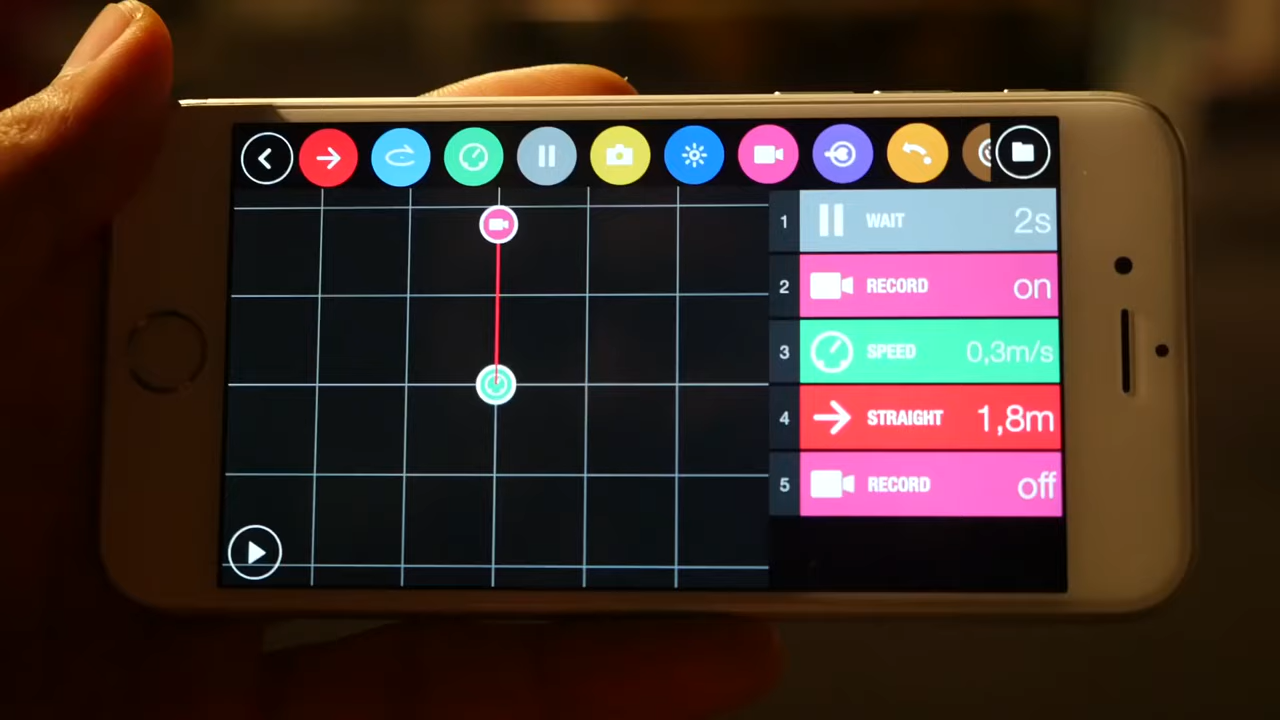 1 WAIT 2s
2 RECORD on
3 SPEED 0,3m/s
4 STRAIGHT 1,8m
5 RECORD off